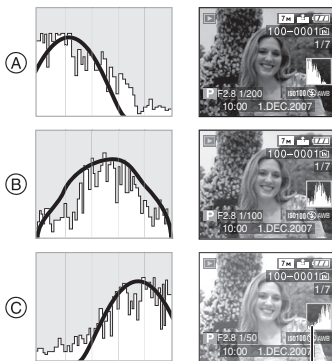 A
7M
100-0001
1/7
P F2.8 1/200 ISO100 AWB
10:00 1.DEC.2007
B
7M
100-0001
1/7
P F2.8 1/100 ISO100 AWB
10:00 1.DEC.2007
C
7M
100-0001
1/7
P F2.8 1/50 ISO100 AWB
10:00 1.DEC.2007